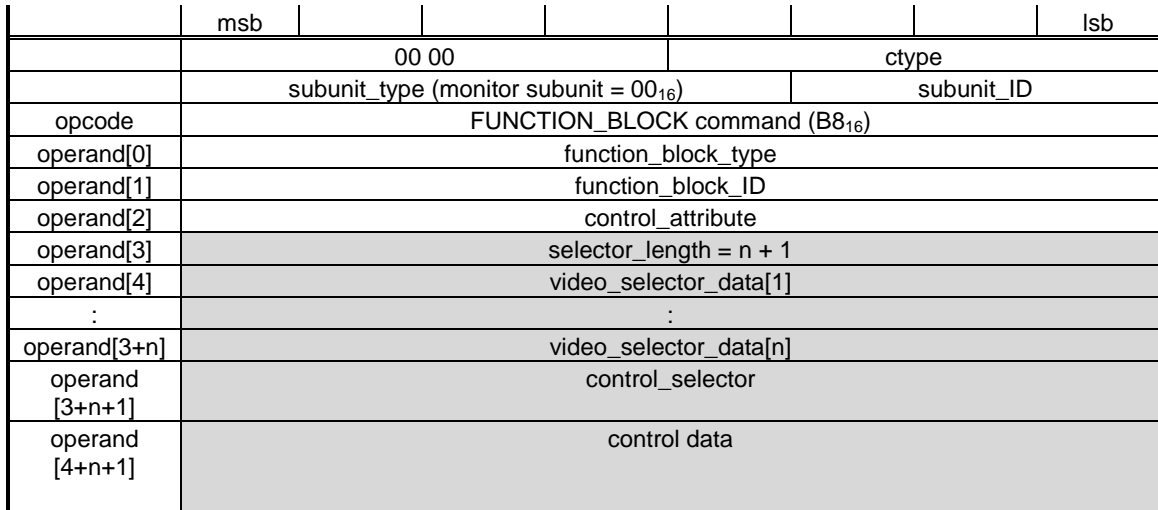 msb lsb
00 00 ctype
subunit_type (monitor subunit = 00₁₆) subunit_ID
opcode FUNCTION_BLOCK command (B8₁₆)
operand[0] function_block_type
operand[1] function_block_ID
operand[2] control_attribute
operand[3] selector_length = n + 1
operand[4] video_selector_data[1]
: :
operand[3+n] video_selector_data[n]
operand control_selector
[3+n+1]
operand control data
[4+n+1]